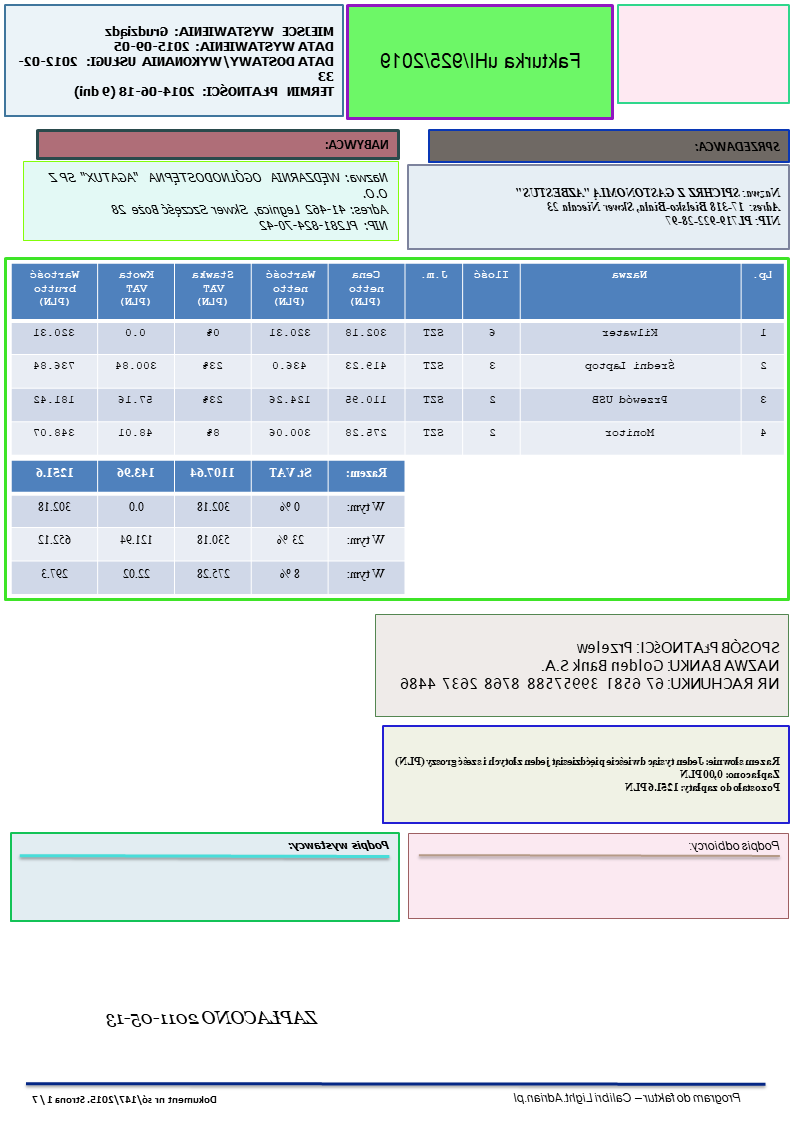 Fakturka uHI/925/2019
MIEJSCE WYSTAWIENIA: Grudziądz
DATA WYSTAWIENIA: 2015-09-05
DATA DOSTAWY/WYKONANIA USŁUGI: 2012-02-
33
TERMIN PŁATNOŚCI: 2014-06-18 (9 dni)
SPRZEDAWCA:
Nazwa: SPICHRZ Z GASTONOMIĄ "AZBESTUS"
Adres: 17-318 Bielsko-Biała, Skwer Niecała 23
NIP: PL719-922-28-97
NABYWCA:
Nazwa: WĘDZARNIA OGÓLNODOSTĘPNA "AGATUX" SP Z
O.O.
Adres: 41-462 Legnica, Skwer Szczęść Boże 28
NIP: PL281-824-70-42
Lp. Nazwa Ilość J.m. Cena netto (PLN) Wartość netto (PLN) Stawka VAT (PLN) Kwota VAT (PLN) Wartość brutto (PLN)
1 Kilwater 6 SZT 302.18 320.31 0% 0.0 320.31
2 Średni Laptop 3 SZT 419.23 436.0 23% 300.84 736.84
3 Przewód USB 2 SZT 110.95 124.26 23% 57.16 181.42
4 Monitor 2 SZT 275.28 300.06 8% 48.01 348.07
Razem: St.VAT 1107.64 143.96 1251.6
W tym: 0 % 302.18 0.0 302.18
W tym: 23 % 530.18 121.94 652.12
W tym: 8 % 275.28 22.02 297.3
SPOSÓB PŁATNOŚCI: Przelew
NAZWA BANKU: Golden Bank S.A.
NR RACHUNKU: 67 6581 39957588 8768 2637 4486
Razem słownie: Jeden tysiąc dwieście pięćdziesiąt jeden złotych i sześć groszy (PLN)
Zapłacono: 0,00 PLN
Pozostało do zapłaty: 1251.6 PLN
Podpis odbiorcy:
Podpis wystawcy:
ZAPŁACONO 2011-05-13
Program do faktur – Calibri Light.Adrian.pl
Dokument nr só/147/2015. Strona 1 / 7